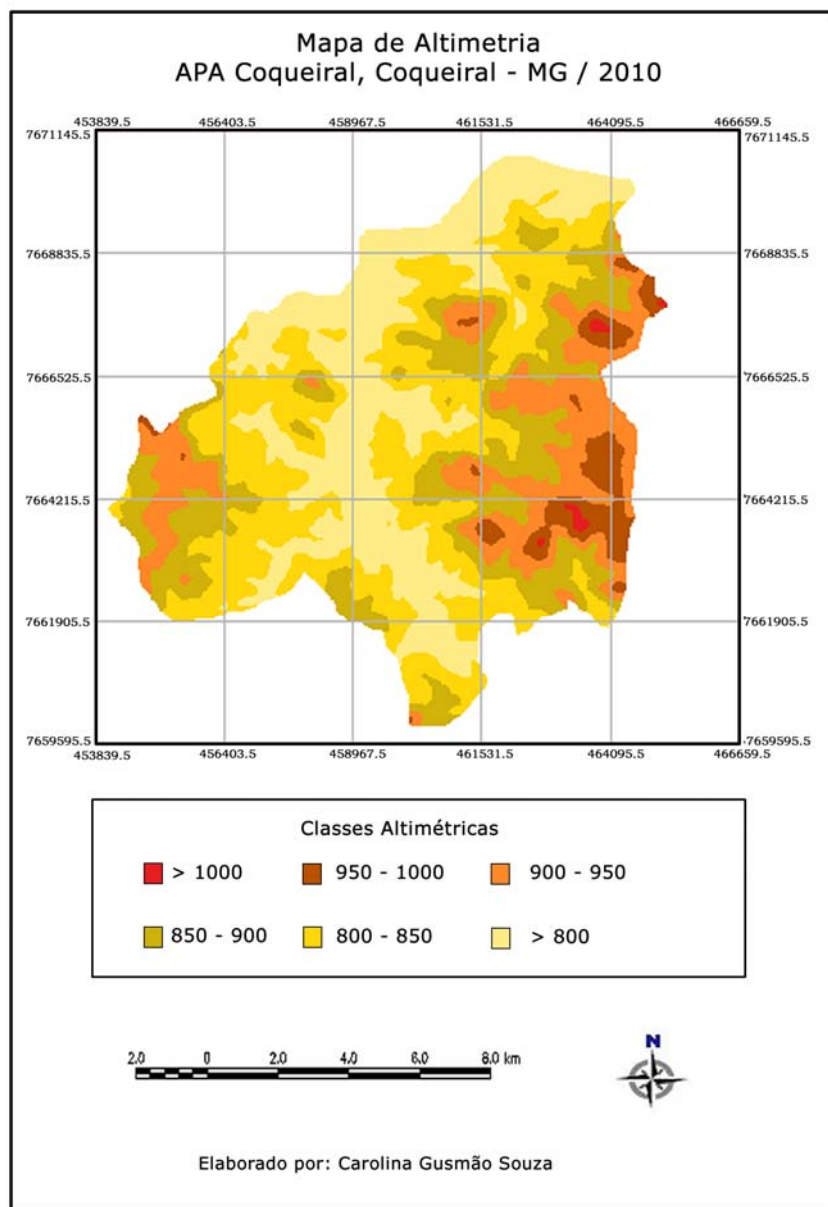 Mapa de Altimetria
APA Coqueiral, Coqueiral - MG / 2010
453839.5 456403.5 458967.5 461531.5 464095.5 466659.5
7671145.5 7671145.5
7668835.5 7668835.5
7666525.5 7666525.5
7664215.5 7664215.5
7661905.5 7661905.5
7659595.5 7659595.5
453839.5 456403.5 458967.5 461531.5 464095.5 466659.5
Classes Altimétricas
> 1000 950 - 1000 900 - 950
850 - 900 800 - 850 > 800
2.0 0 2.0 4.0 6.0 8.0 km
N
Elaborado por: Carolina Gusmão Souza